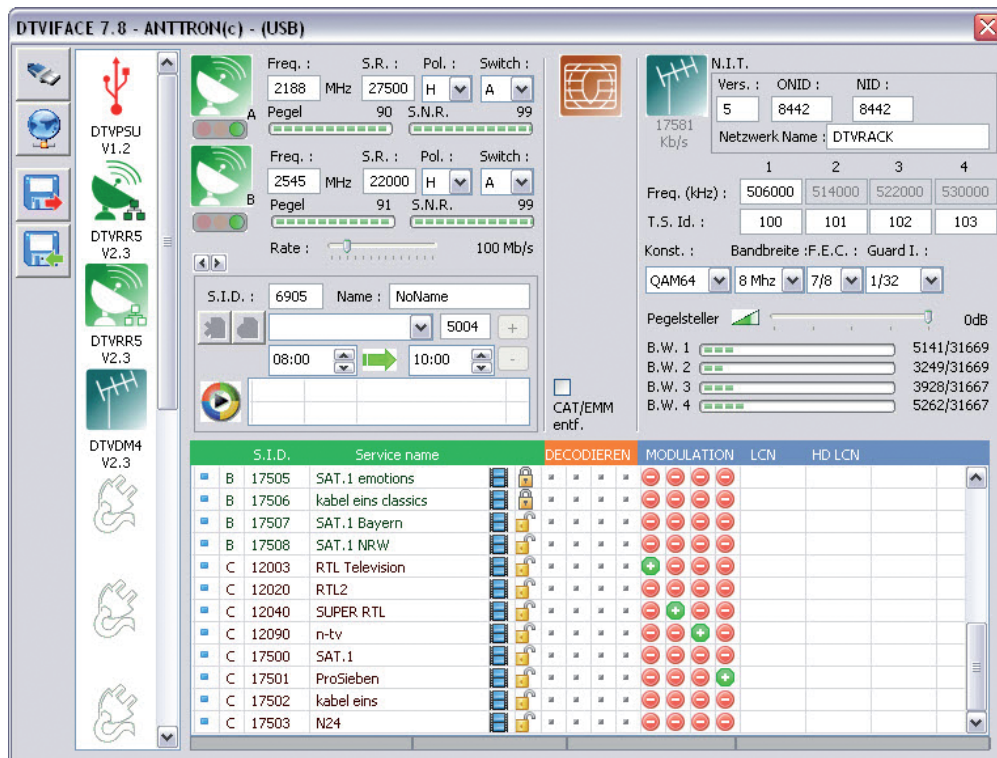 DTVIFACE 7.8 - ANTTRON(c) - (USB)
DTVPSU
V1.2
DTVRR5
V2.3
DTVRR5
V2.3
DTVDM4
V2.3
Freq. : S.R. : Pol. : Switch :
2188 MHz 27500 H A
A Pegel 90 S.N.R. 99
Freq. : S.R. : Pol. : Switch :
2545 MHz 22000 H A
B Pegel 91 S.N.R. 99
Rate : 100 Mb/s
S.I.D. : 6905 Name : NoName
5004 +
08:00 10:00 -
CAT/EMM
entf.
17581
Kb/s
N.I.T.
Vers. : ONID : NID :
5 8442 8442
Netzwerk Name : DTVRACK
1 2 3 4
Freq. (kHz) : 506000 514000 522000 530000
T.S. Id. : 100 101 102 103
Konst. : Bandbreite : F.E.C. : Guard I. :
QAM64 8 Mhz 7/8 1/32
Pegelsteller 0dB
B.W. 1 5141/31669
B.W. 2 3249/31669
B.W. 3 3928/31667
B.W. 4 5262/31667
S.I.D. Service name DECODIEREN MODULATION LCN HD LCN
B 17505 SAT.1 emotions
B 17506 kabel eins classics
B 17507 SAT.1 Bayern
B 17508 SAT.1 NRW
C 12003 RTL Television
C 12020 RTL2
C 12040 SUPER RTL
C 12090 n-tv
C 17500 SAT.1
C 17501 ProSieben
C 17502 kabel eins
C 17503 N24